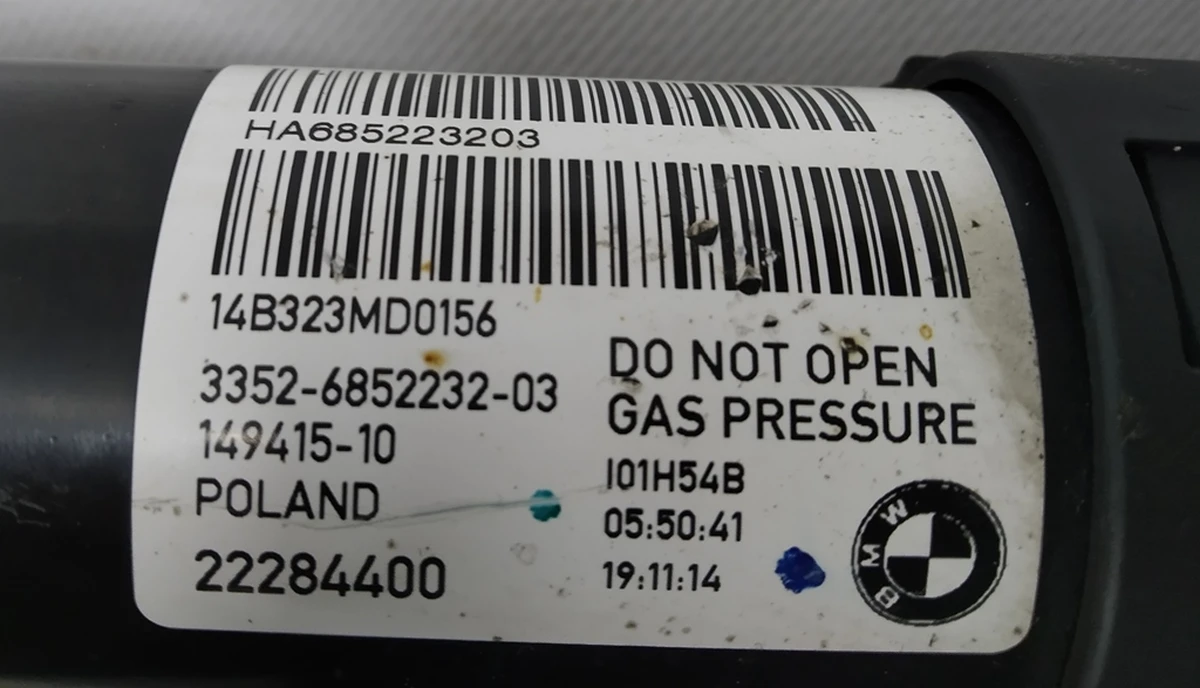 HA685223203
14B323MD0156
3352-6852232-03
149415-10
POLAND
22284400
DO NOT OPEN
GAS PRESSURE
I01H54B
05:50:41
19:11:14
BMW